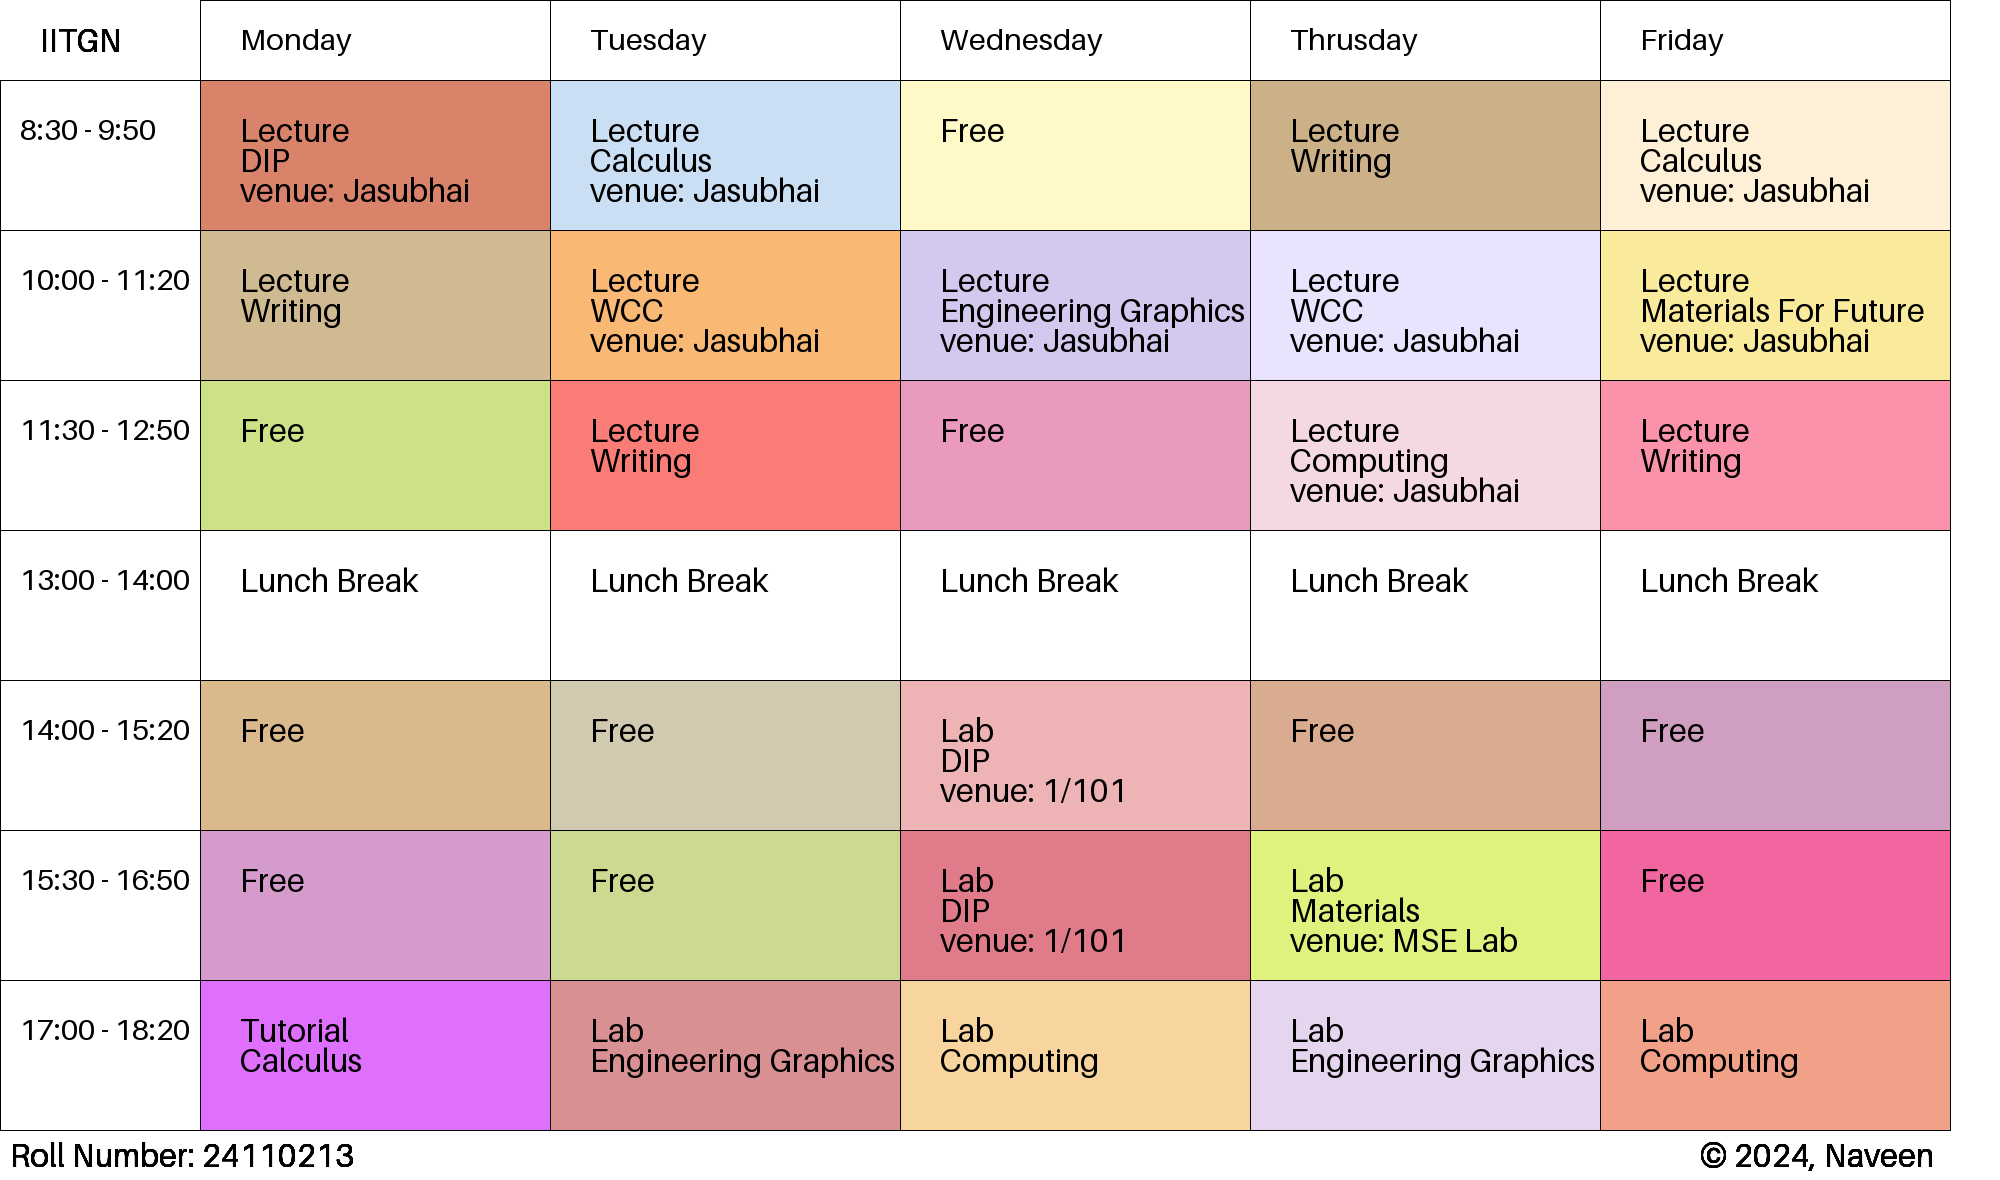 IITGN Monday Tuesday Wednesday Thrusday Friday
8:30 - 9:50
Lecture
DIP
venue: Jasubhai
Lecture
Calculus
venue: Jasubhai
Free
Lecture
Writing
Lecture
Calculus
venue: Jasubhai
10:00 - 11:20
Lecture
Writing
Lecture
WCC
venue: Jasubhai
Lecture
Engineering Graphics
venue: Jasubhai
Lecture
WCC
venue: Jasubhai
Lecture
Materials For Future
venue: Jasubhai
11:30 - 12:50
Free
Lecture
Writing
Free
Lecture
Computing
venue: Jasubhai
Lecture
Writing
13:00 - 14:00
Lunch Break
Lunch Break
Lunch Break
Lunch Break
Lunch Break
14:00 - 15:20
Free
Free
Lab
DIP
venue: 1/101
Free
Free
15:30 - 16:50
Free
Free
Lab
DIP
venue: 1/101
Lab
Materials
venue: MSE Lab
Free
17:00 - 18:20
Tutorial
Calculus
Lab
Engineering Graphics
Lab
Computing
Lab
Engineering Graphics
Lab
Computing
Roll Number: 24110213
© 2024, Naveen